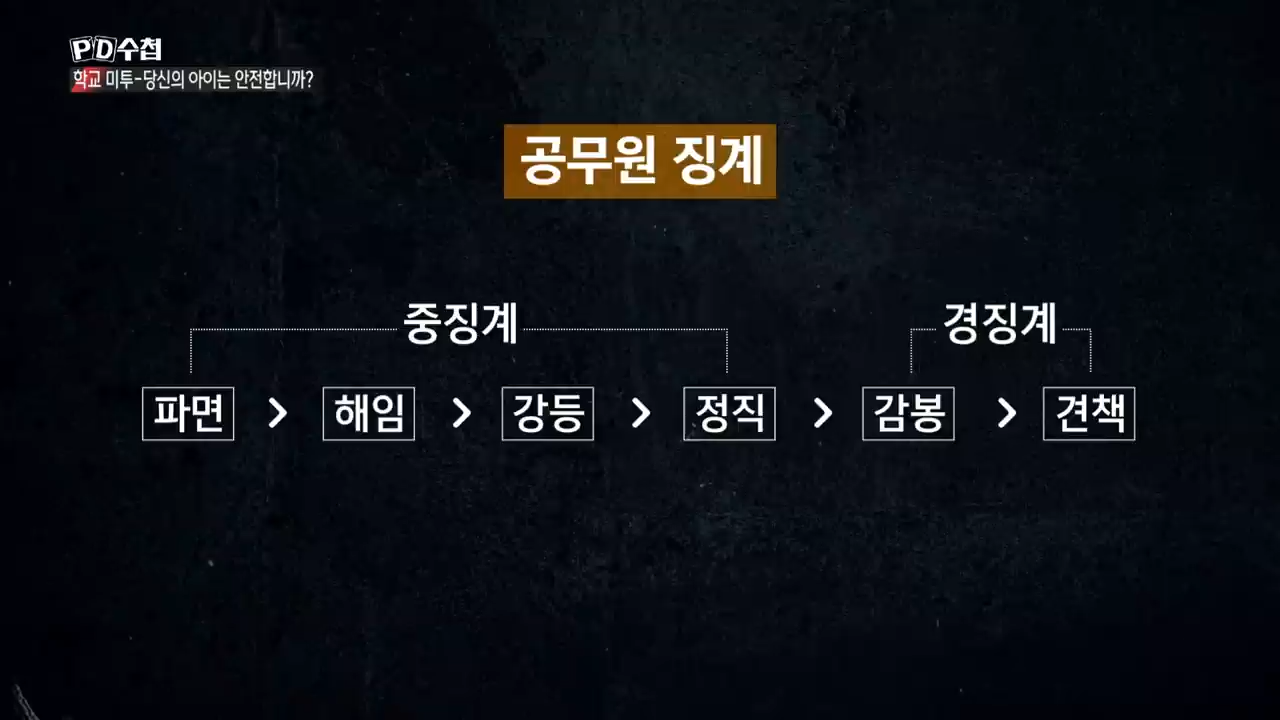 PD수첩
학교 미투-당신의 아이는 안전합니까?
공무원 징계
중징계 경징계
파면 > 해임 > 강등 > 정직 > 감봉 > 견책